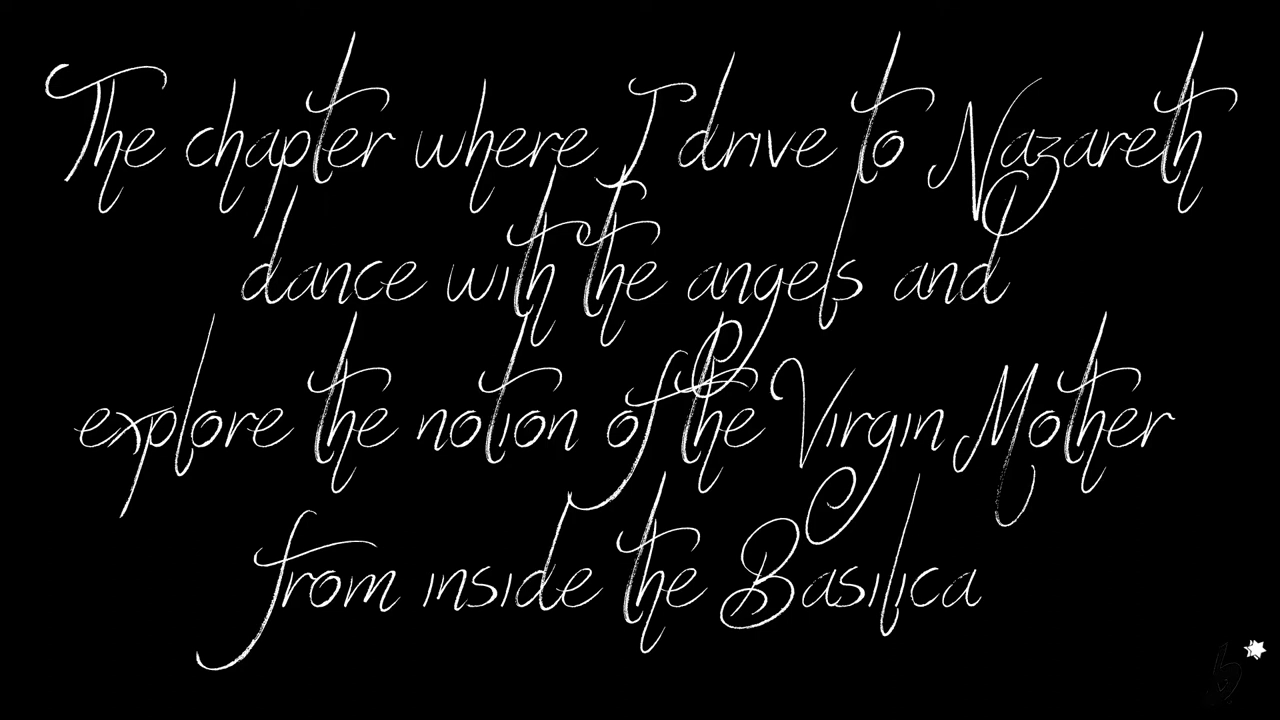 The chapter where I drive to Nazareth
dance with the angels and
explore the notion of the Virgin Mother
from inside the Basilica